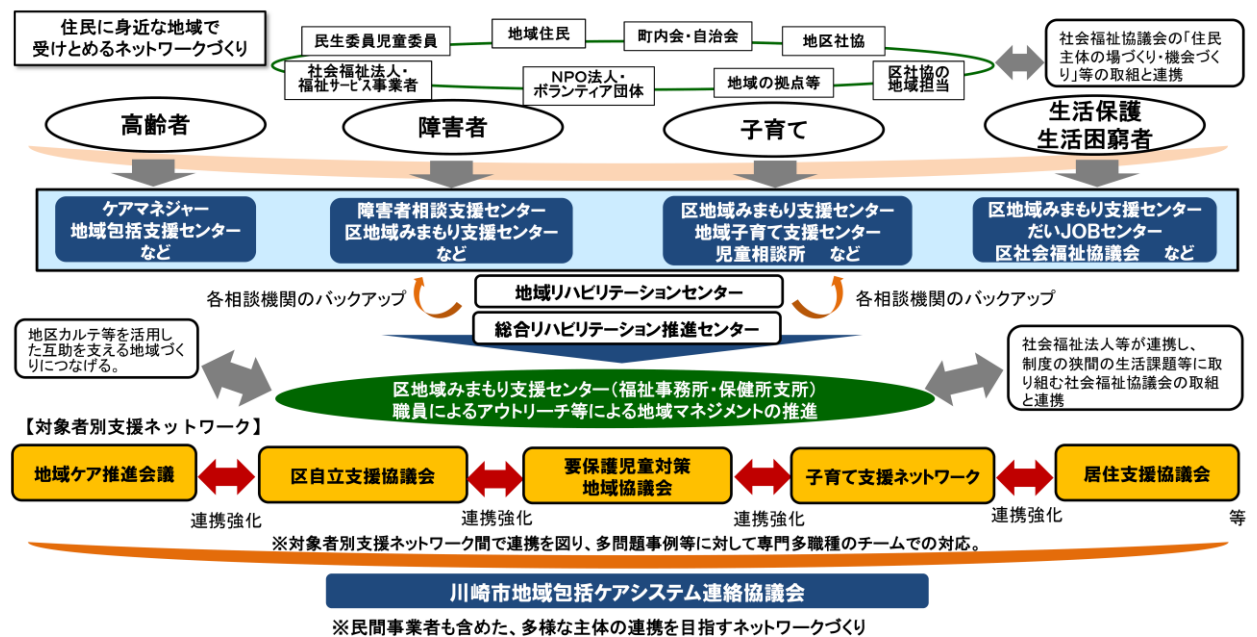 住民に身近な地域で
受けとめるネットワークづくり
民生委員児童委員
地域住民
町内会・自治会
地区社協
社会福祉法人・
福祉サービス事業者
NPO法人・
ボランティア団体
地域の拠点等
区社協の
地域担当
社会福祉協議会の「住民
主体の場づくり・機会づく
り」等の取組と連携
高齢者
障害者
子育て
生活保護
生活困窮者
ケアマネジャー
地域包括支援センター
など
障害者相談支援センター
区地域みまもり支援センター
など
区地域みまもり支援センター
地域子育て支援センター
児童相談所 など
区地域みまもり支援センター
だいJOBセンター
区社会福祉協議会 など
各相談機関のバックアップ
地域リハビリテーションセンター
総合リハビリテーション推進センター
各相談機関のバックアップ
地区カルテ等を活用し
た互助を支える地域づく
りにつなげる。
区地域みまもり支援センター（福祉事務所・保健所支所）
職員によるアウトリーチ等による地域マネジメントの推進
社会福祉法人等が連携し、
制度の狭間の生活課題等に取
り組む社会福祉協議会の取組
と連携
【対象者別支援ネットワーク】
地域ケア推進会議
区自立支援協議会
要保護児童対策
地域協議会
子育て支援ネットワーク
居住支援協議会
連携強化
連携強化
連携強化
連携強化
等
※対象者別支援ネットワーク間で連携を図り、多問題事例等に対して専門多職種のチームでの対応。
川崎市地域包括ケアシステム連絡協議会
※民間事業者も含めた、多様な主体の連携を目指すネットワークづくり